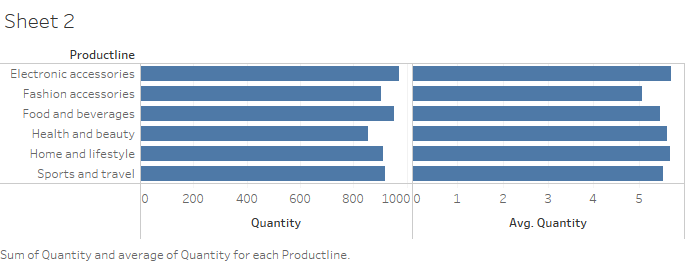 Sheet 2
Productline
Electronic accessories
Fashion accessories
Food and beverages
Health and beauty
Home and lifestyle
Sports and travel
0 200 400 600 800 1000 0 1 2 3 4 5
Quantity Avg. Quantity
Sum of Quantity and average of Quantity for each Productline.